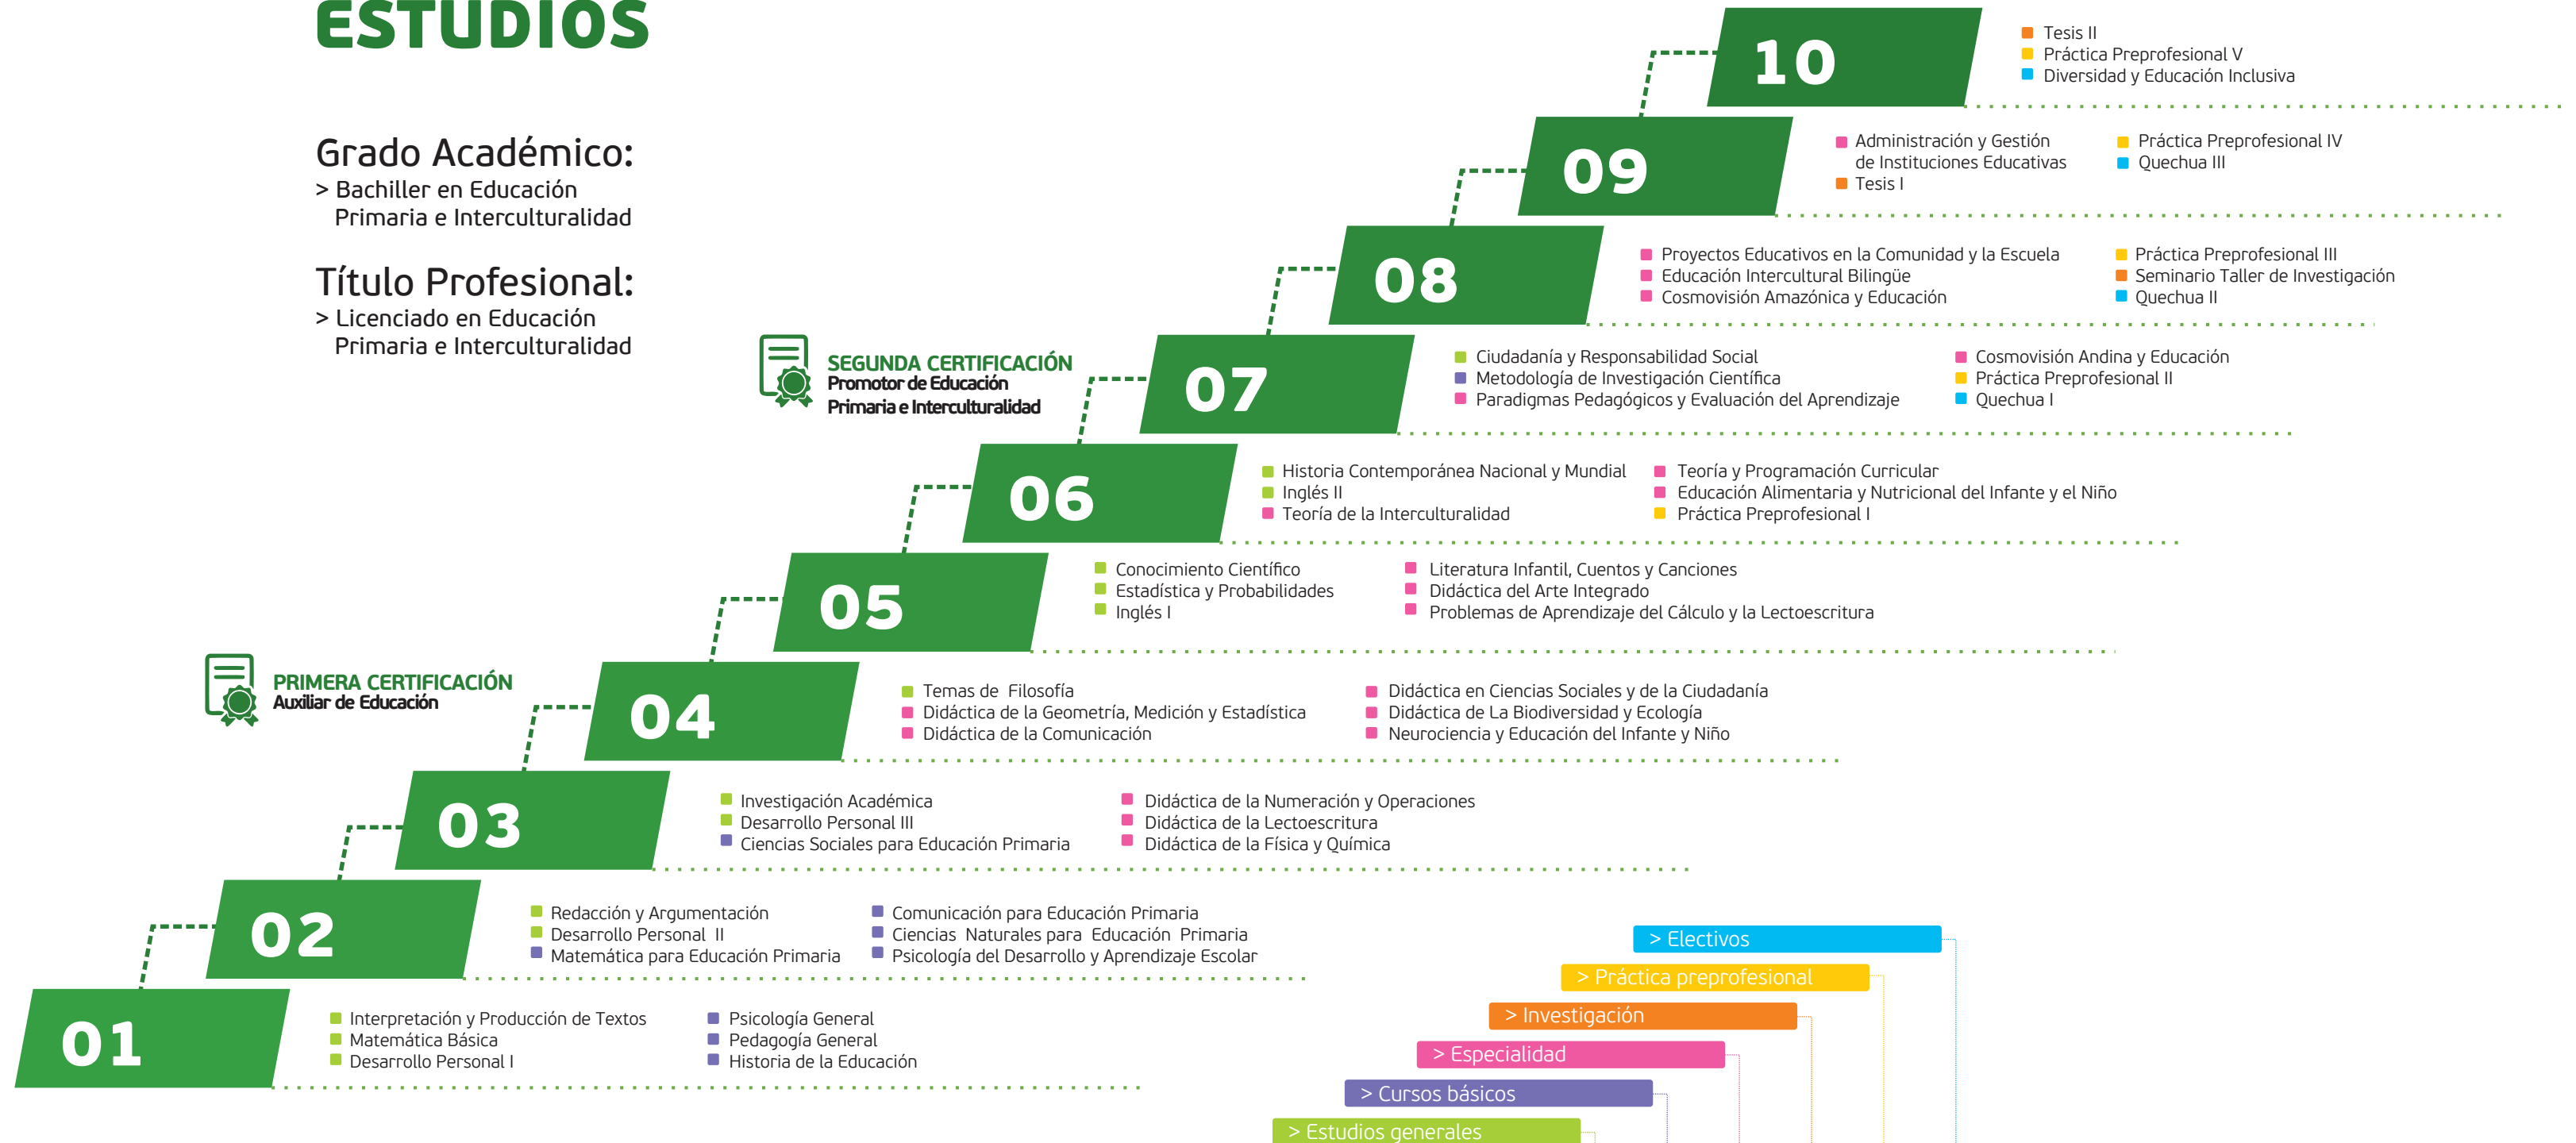 ESTUDIOS
Grado Académico:
> Bachiller en Educación
Primaria e Interculturalidad
Título Profesional:
> Licenciado en Educación
Primaria e Interculturalidad
10
Tesis II
Práctica Preprofesional V
Diversidad y Educación Inclusiva
09
Administración y Gestión
de Instituciones Educativas
Tesis I
Práctica Preprofesional IV
Quechua III
08
Proyectos Educativos en la Comunidad y la Escuela
Educación Intercultural Bilingüe
Cosmovisión Amazónica y Educación
Práctica Preprofesional III
Seminario Taller de Investigación
Quechua II
SEGUNDA CERTIFICACIÓN
Promotor de Educación
Primaria e Interculturalidad
07
Ciudadanía y Responsabilidad Social
Metodología de Investigación Científica
Paradigmas Pedagógicos y Evaluación del Aprendizaje
Cosmovisión Andina y Educación
Práctica Preprofesional II
Quechua I
06
Historia Contemporánea Nacional y Mundial
Inglés II
Teoría de la Interculturalidad
Teoría y Programación Curricular
Educación Alimentaria y Nutricional del Infante y el Niño
Práctica Preprofesional I
05
Conocimiento Científico
Estadística y Probabilidades
Inglés I
Literatura Infantil, Cuentos y Canciones
Didáctica del Arte Integrado
Problemas de Aprendizaje del Cálculo y la Lectoescritura
PRIMERA CERTIFICACIÓN
Auxiliar de Educación
04
Temas de Filosofía
Didáctica de la Geometría, Medición y Estadística
Didáctica de la Comunicación
Didáctica en Ciencias Sociales y de la Ciudadanía
Didáctica de La Biodiversidad y Ecología
Neurociencia y Educación del Infante y Niño
03
Investigación Académica
Desarrollo Personal III
Ciencias Sociales para Educación Primaria
Didáctica de la Numeración y Operaciones
Didáctica de la Lectoescritura
Didáctica de la Física y Química
02
Redacción y Argumentación
Desarrollo Personal II
Matemática para Educación Primaria
Comunicación para Educación Primaria
Ciencias Naturales para Educación Primaria
Psicología del Desarrollo y Aprendizaje Escolar
01
Interpretación y Producción de Textos
Matemática Básica
Desarrollo Personal I
Psicología General
Pedagogía General
Historia de la Educación
> Electivos
> Práctica preprofesional
> Investigación
> Especialidad
> Cursos básicos
> Estudios generales